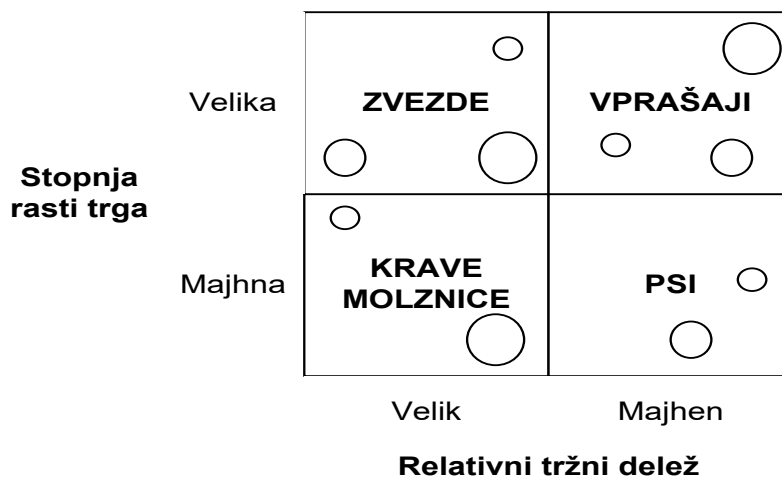 Velika
ZVEZDE
VPRAŠAJI
Stopnja
rasti trga
Majhna
KRAVE
MOLZNICE
PSI
Velik
Majhen
Relativni tržni delež